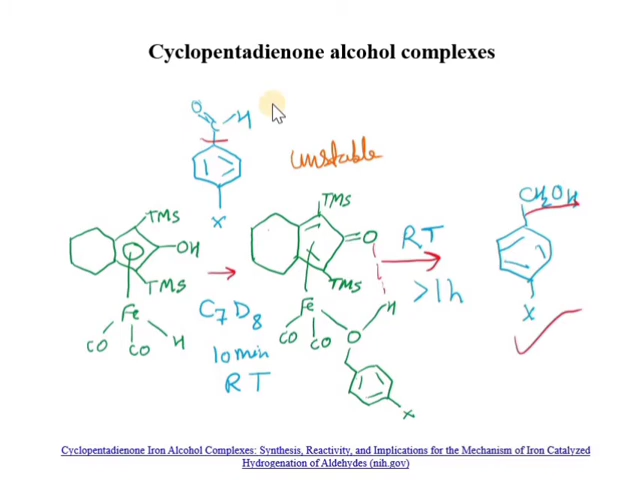 Cyclopentadienone alcohol complexes
O
H
unstable
X
TMS
OH
TMS
Fe
CO
CO
H
C7D8
10 min
RT
TMS
O
TMS
Fe
CO
CO
O
H
X
RT
>1h
CH2OH
X
Cyclopentadienone Iron Alcohol Complexes: Synthesis, Reactivity, and Implications for the Mechanism of Iron Catalyzed
Hydrogenation of Aldehydes (nih.gov)